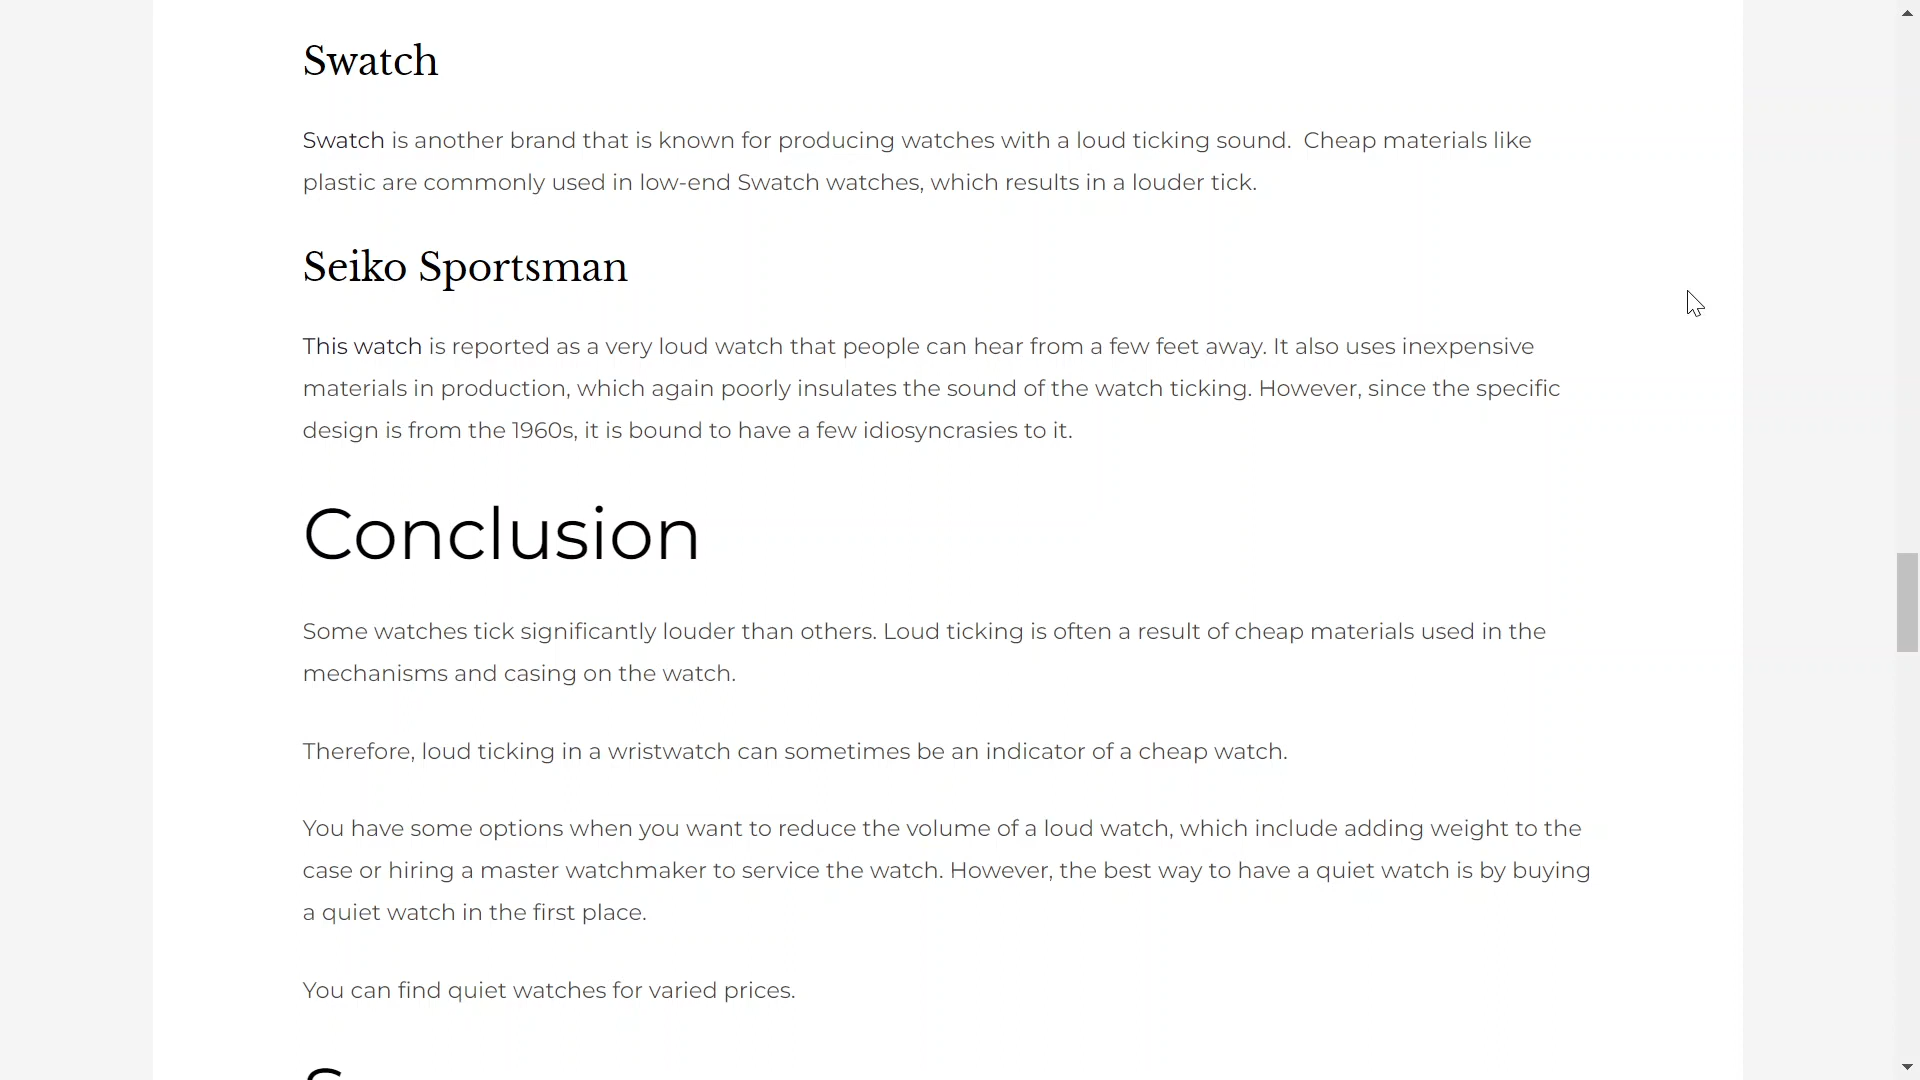 Swatch
Swatch is another brand that is known for producing watches with a loud ticking sound.  Cheap materials like
plastic are commonly used in low-end Swatch watches, which results in a louder tick.
Seiko Sportsman
This watch is reported as a very loud watch that people can hear from a few feet away. It also uses inexpensive
materials in production, which again poorly insulates the sound of the watch ticking. However, since the specific
design is from the 1960s, it is bound to have a few idiosyncrasies to it.
Conclusion
Some watches tick significantly louder than others. Loud ticking is often a result of cheap materials used in the
mechanisms and casing on the watch.
Therefore, loud ticking in a wristwatch can sometimes be an indicator of a cheap watch.
You have some options when you want to reduce the volume of a loud watch, which include adding weight to the
case or hiring a master watchmaker to service the watch. However, the best way to have a quiet watch is by buying
a quiet watch in the first place.
You can find quiet watches for varied prices.